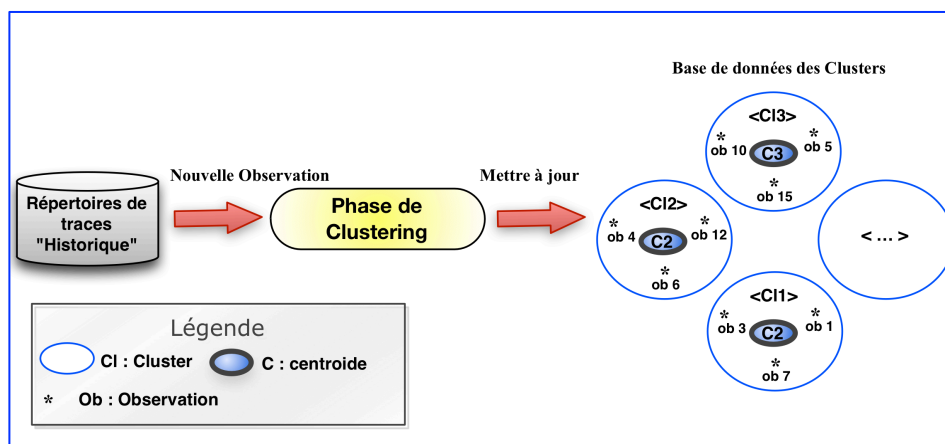 Base de données des Clusters
<Cl3>
*
ob 10
C3
*
ob 5
*
ob 15
Nouvelle Observation
Mettre à jour
Répertoires de
traces
"Historique"
Phase de
Clustering
<Cl2>
*
ob 4
C2
*
ob 12
*
ob 6
< ... >
<Cl1>
*
ob 3
C2
*
ob 1
*
ob 7
Légende
Cl : Cluster
C : centroide
* Ob : Observation